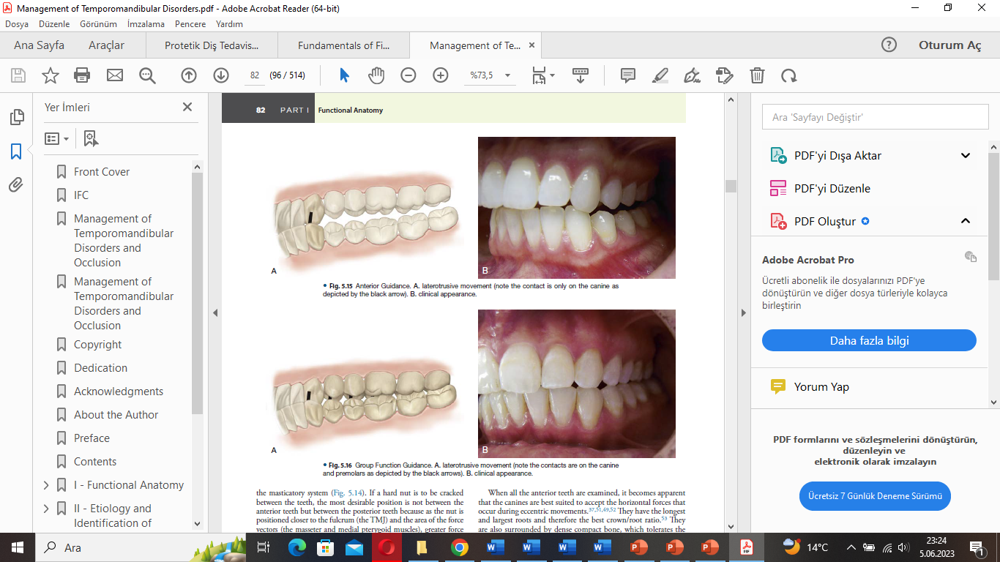 Management of Temporomandibular Disorders.pdf - Adobe Acrobat Reader (64-bit)
Dosya Düzenle Görünüm İmzalama Pencere Yardım
Ana Sayfa Araçlar Protetik Diş Tedavis... Fundamentals of Fi... Management of Te... × Oturum Aç
82 (96 / 514) %73,5
Yer İmleri
Front Cover
IFC
Management of
Temporomandibular
Disorders and
Occlusion
Management of
Temporomandibular
Disorders and
Occlusion
Copyright
Dedication
Acknowledgments
About the Author
Preface
Contents
I - Functional Anatomy
II - Etiology and
Identification of
82 PART I Functional Anatomy
A
B
• Fig. 5.15 Anterior Guidance. A. laterotrusive movement (note the contact is only on the canine as
depicted by the black arrow). B. clinical appearance.
A
B
• Fig. 5.16 Group Function Guidance. A. laterotrusive movement (note the contacts are on the canine
and premolars as depicted by the black arrows). B. clinical appearance.
the masticatory system (Fig. 5.14). If a hard nut is to be cracked
between the teeth, the most desirable position is not between the
anterior teeth but between the posterior teeth because as the nut is
positioned closer to the fulcrum (the TMJ) and the area of the force
vectors (the masseter and medial pterygoid muscles), greater force
When all the anterior teeth are examined, it becomes apparent
that the canines are best suited to accept the horizontal forces that
occur during eccentric movements.37,51,49,52 They have the longest
and largest roots and therefore the best crown/root ratio.53 They
are also surrounded by dense compact bone, which tolerates the
Ara 'Sayfayı Değiştir'
PDF'yi Dışa Aktar
PDF'yi Düzenle
PDF Oluştur
Adobe Acrobat Pro
Ücretli abonelik ile dosyalarınızı PDF'ye
dönüştürün ve diğer dosya türleriyle kolayca
birleştirin
Daha fazla bilgi
Yorum Yap
PDF formlarını ve sözleşmelerini dönüştürün,
düzenleyin ve
elektronik olarak imzalayın
Ücretsiz 7 Günlük Deneme Sürümü
Ara
14°C
23:24
5.06.2023
1